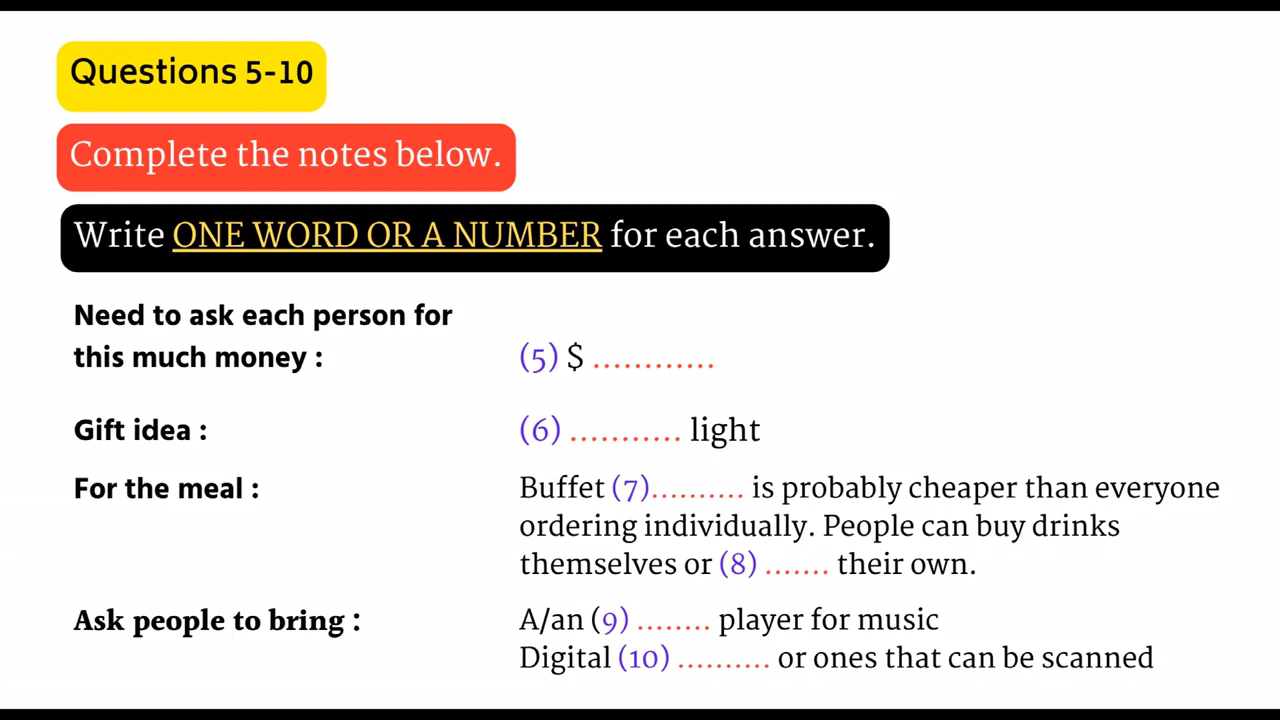 Questions 5-10
Complete the notes below.
Write ONE WORD OR A NUMBER for each answer.
Need to ask each person for
this much money : (5) $ ............
Gift idea : (6) ........... light
For the meal : Buffet (7).......... is probably cheaper than everyone
ordering individually. People can buy drinks
themselves or (8) ....... their own.
Ask people to bring : A/an (9) ........ player for music
Digital (10) .......... or ones that can be scanned